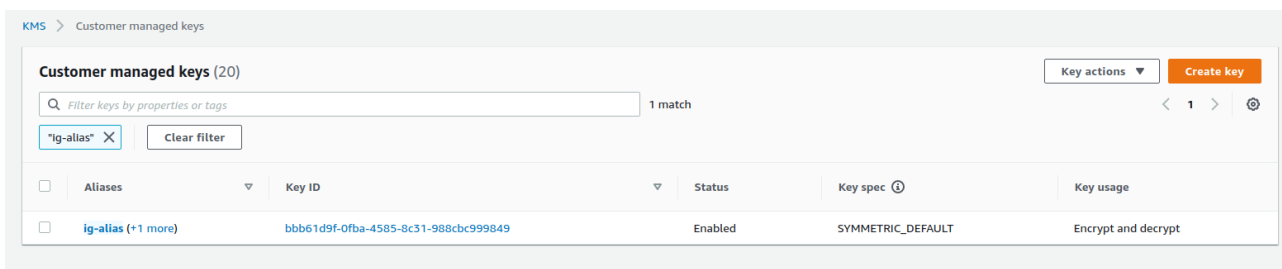 KMS > Customer managed keys
Customer managed keys (20)
Key actions ▼ Create key
Filter keys by properties or tags
1 match
< 1 >
"ig-alias" ✕ Clear filter
Aliases Key ID Status Key spec Key usage
ig-alias (+1 more) bbb61d9f-0fba-4585-8c31-988cbc999849 Enabled SYMMETRIC_DEFAULT Encrypt and decrypt